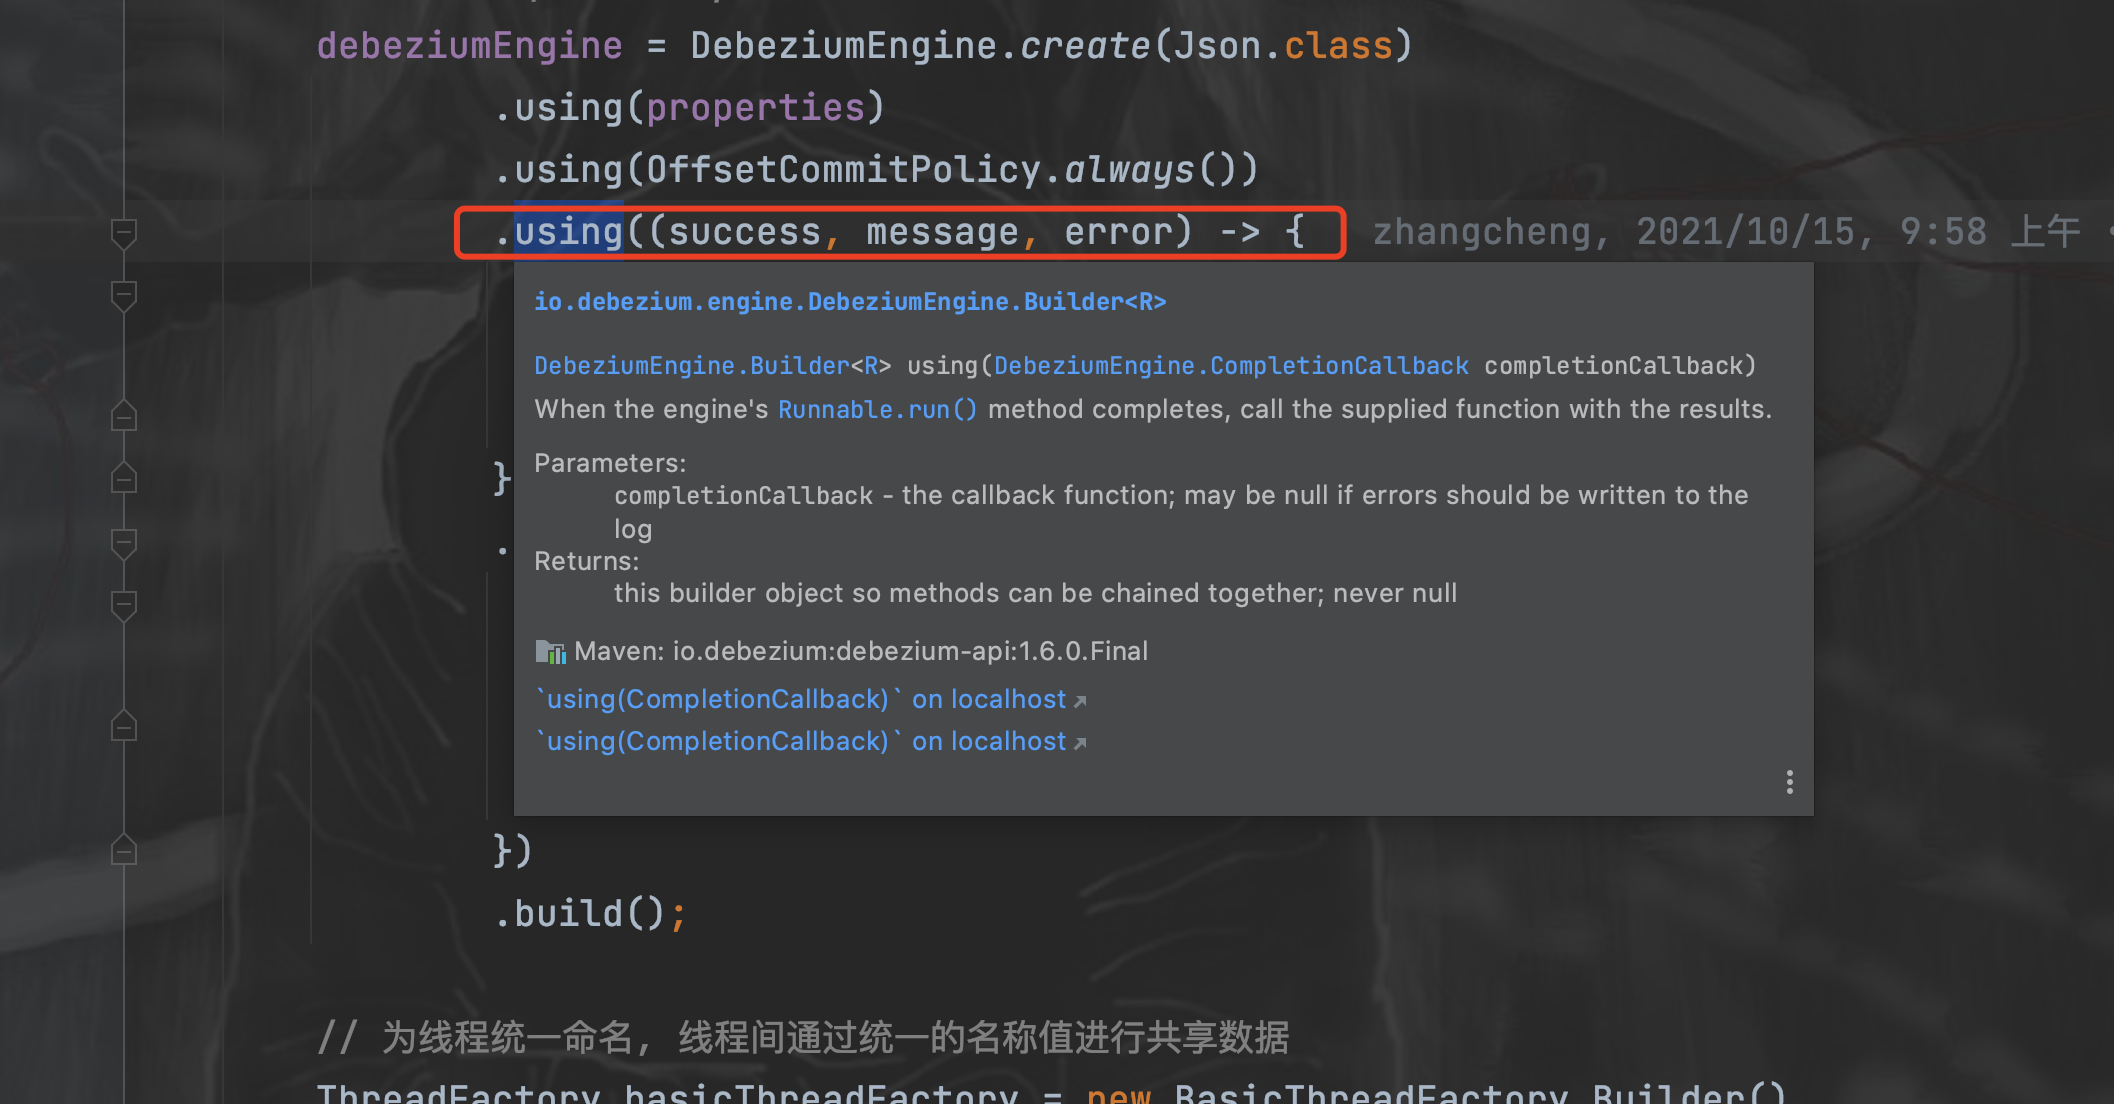 debeziumEngine = DebeziumEngine.create(Json.class)
.using(properties)
.using(OffsetCommitPolicy.always())
.using((success, message, error) -> { zhangcheng, 2021/10/15, 9:58 上午
io.debezium.engine.DebeziumEngine.Builder<R>
DebeziumEngine.Builder<R> using(DebeziumEngine.CompletionCallback completionCallback)
When the engine's Runnable.run() method completes, call the supplied function with the results.
Parameters:
completionCallback – the callback function; may be null if errors should be written to the
log
}
.
Returns:
this builder object so methods can be chained together; never null
Maven: io.debezium:debezium-api:1.6.0.Final
`using(CompletionCallback)` on localhost
`using(CompletionCallback)` on localhost
})
.build();
// 为线程统一命名, 线程间通过统一的名称值进行共享数据
ThreadFactory basicThreadFactory = new BasicThreadFactory.Builder()